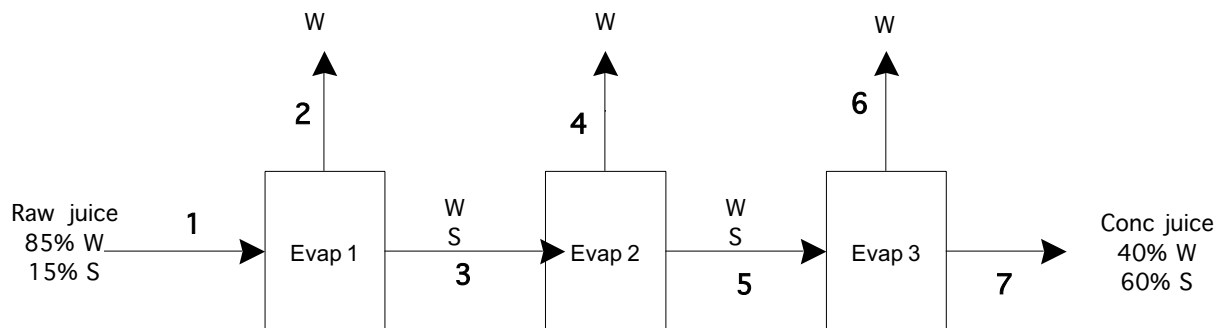 W
W
W
2
4
6
Raw juice
85% W
15% S
1
Evap 1
W
S
3
Evap 2
W
S
5
Evap 3
7
Conc juice
40% W
60% S